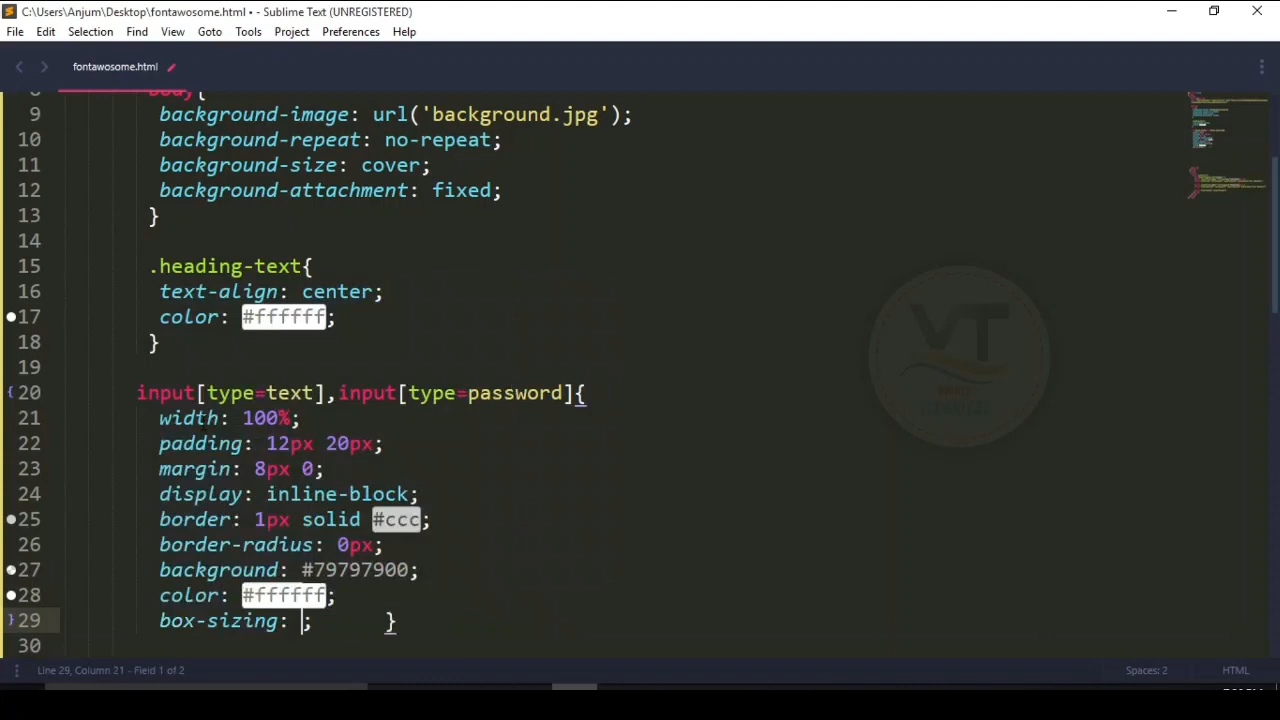 C:\Users\Anjum\Desktop\fontawosome.html • - Sublime Text (UNREGISTERED)
File Edit Selection Find View Goto Tools Project Preferences Help
fontawosome.html
8 body{
9 background-image: url('background.jpg');
10 background-repeat: no-repeat;
11 background-size: cover;
12 background-attachment: fixed;
13 }
14
15 .heading-text{
16 text-align: center;
17 color: #ffffff;
18 }
19
20 input[type=text],input[type=password]{
21 width: 100%;
22 padding: 12px 20px;
23 margin: 8px 0;
24 display: inline-block;
25 border: 1px solid #ccc;
26 border-radius: 0px;
27 background: #79797900;
28 color: #ffffff;
29 box-sizing: ; }
30
VT
Line 29, Column 21 - Field 1 of 2
Spaces: 2
HTML